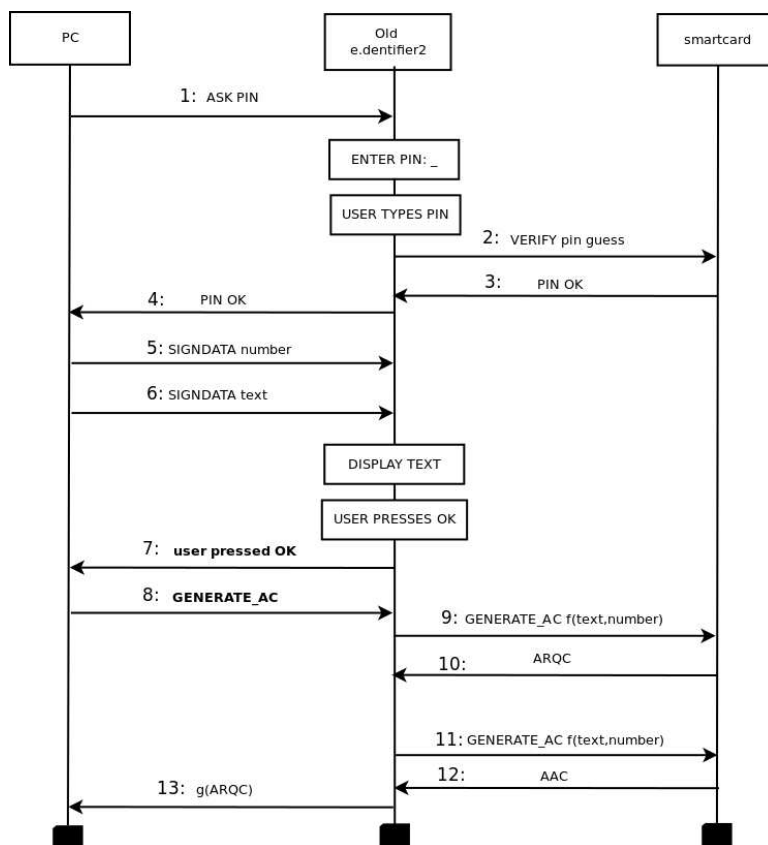 PC
Old
e.dentifier2
smartcard
1: ASK PIN
ENTER PIN: _
USER TYPES PIN
2: VERIFY pin guess
3: PIN OK
4: PIN OK
5: SIGNDATA number
6: SIGNDATA text
DISPLAY TEXT
USER PRESSES OK
7: user pressed OK
8: GENERATE_AC
9: GENERATE_AC f(text,number)
10: ARQC
11: GENERATE_AC f(text,number)
12: AAC
13: g(ARQC)